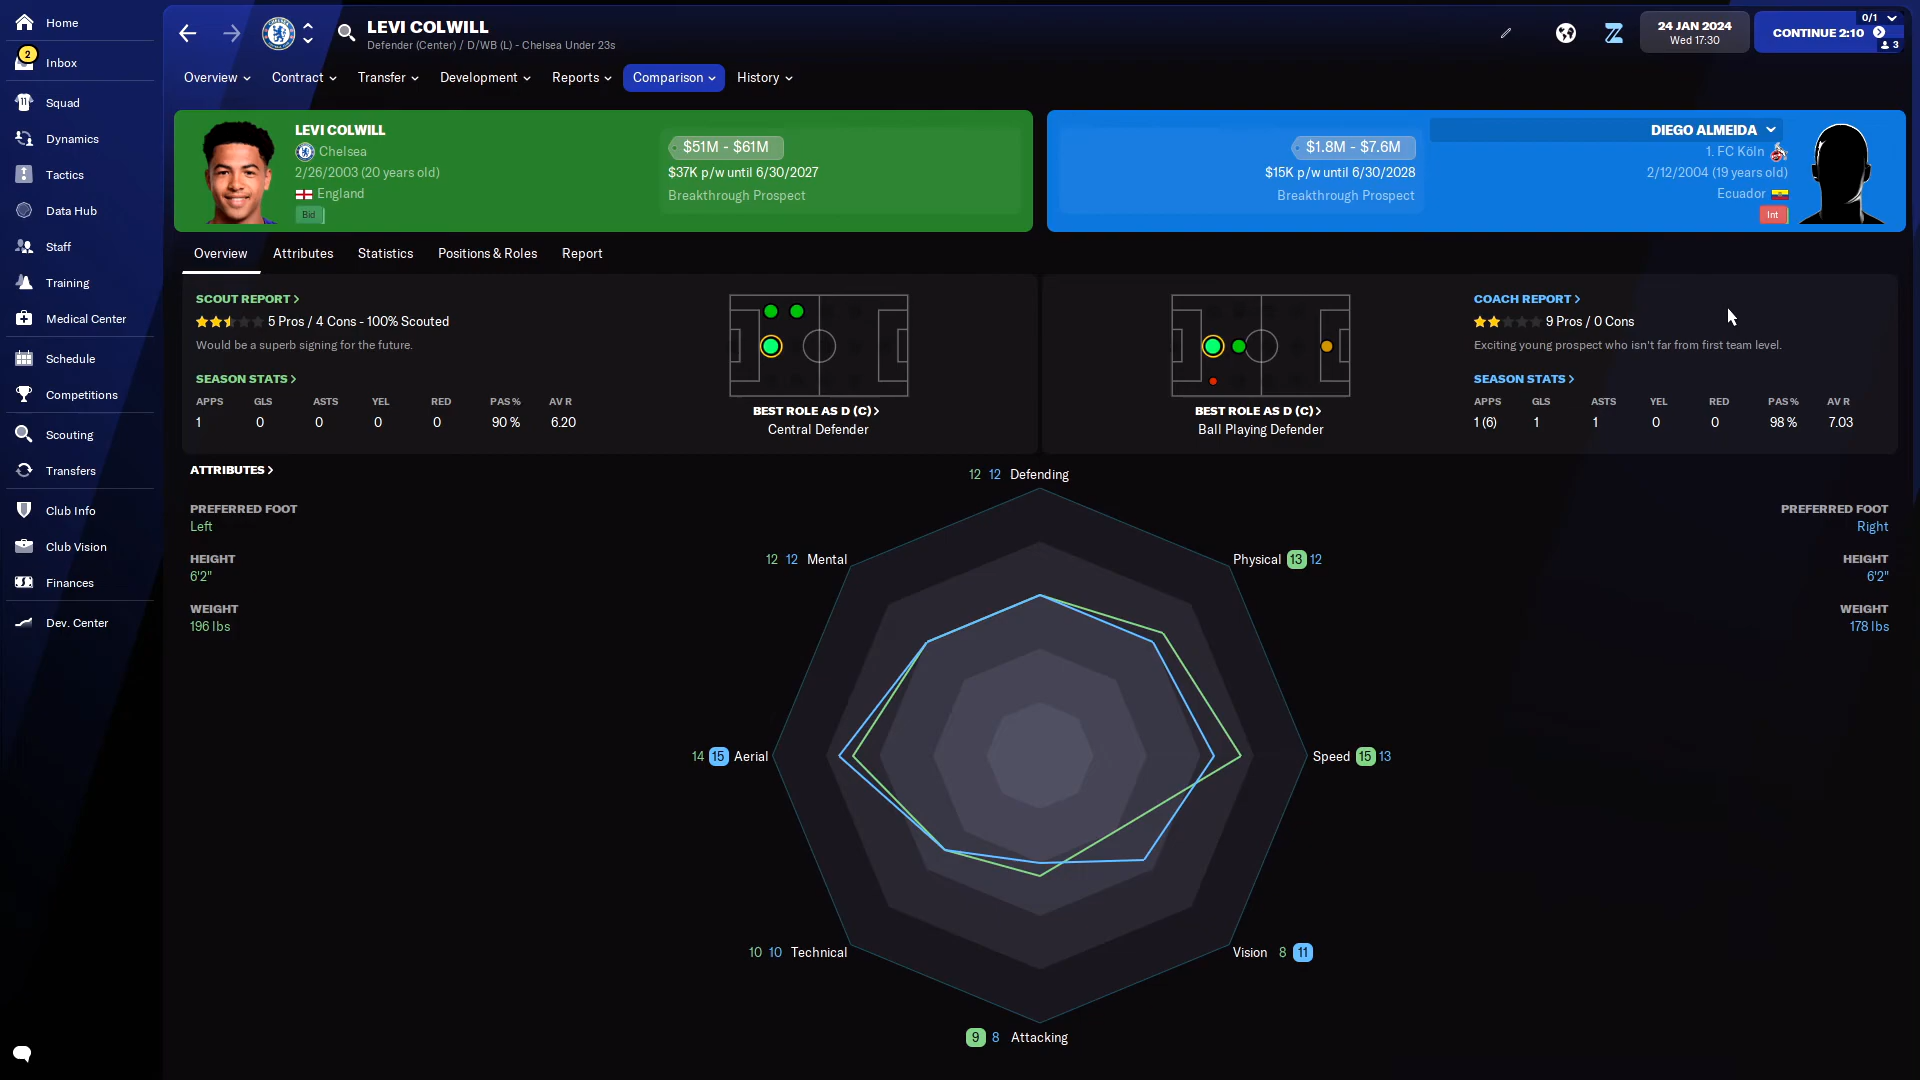 Home
2
Inbox
Squad
Dynamics
Tactics
Data Hub
Staff
Training
Medical Center
Schedule
Competitions
Scouting
Transfers
Club Info
Club Vision
Finances
Dev. Center
LEVI COLWILL
Defender (Center) / D/WB (L) - Chelsea Under 23s
24 JAN 2024
Wed 17:30
0/1
CONTINUE 2:10
3
Overview
Contract
Transfer
Development
Reports
Comparison
History
LEVI COLWILL
Chelsea
2/26/2003 (20 years old)
England
Bid
$51M - $61M
$37K p/w until 6/30/2027
Breakthrough Prospect
$1.8M - $7.6M
$15K p/w until 6/30/2028
Breakthrough Prospect
DIEGO ALMEIDA
1. FC Köln
2/12/2004 (19 years old)
Ecuador
Int
Overview
Attributes
Statistics
Positions & Roles
Report
SCOUT REPORT >
5 Pros / 4 Cons - 100% Scouted
Would be a superb signing for the future.
SEASON STATS >
APPS GLS ASTS YEL RED PAS % AV R
1 0 0 0 0 90 % 6.20
BEST ROLE AS D (C) >
Central Defender
BEST ROLE AS D (C) >
Ball Playing Defender
COACH REPORT >
9 Pros / 0 Cons
Exciting young prospect who isn't far from first team level.
SEASON STATS >
APPS GLS ASTS YEL RED PAS % AV R
1 (6) 1 1 0 0 98 % 7.03
ATTRIBUTES >
PREFERRED FOOT
Left
HEIGHT
6'2"
WEIGHT
196 lbs
12 12 Defending
12 12 Mental
Physical 13 12
14 15 Aerial
Speed 15 13
10 10 Technical
Vision 8 11
9 8 Attacking
PREFERRED FOOT
Right
HEIGHT
6'2"
WEIGHT
178 lbs